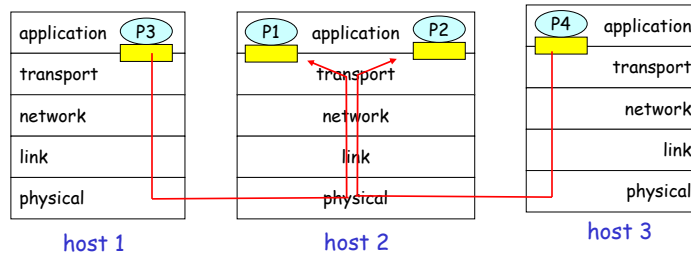 application P3
transport
network
link
physical
host 1
P1 application P2
transport
network
link
physical
host 2
P4 application
transport
network
link
physical
host 3